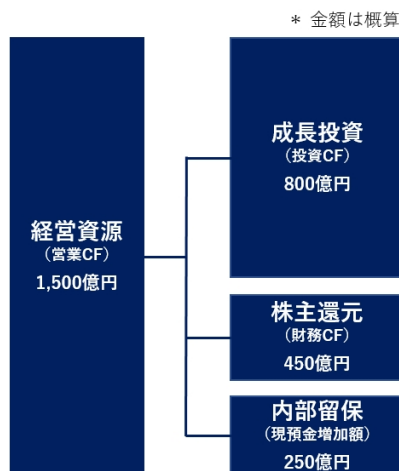 * 金額は概算
経営資源
(営業CF)
1,500億円
成長投資
(投資CF)
800億円
株主還元
(財務CF)
450億円
内部留保
(現預金増加額)
250億円